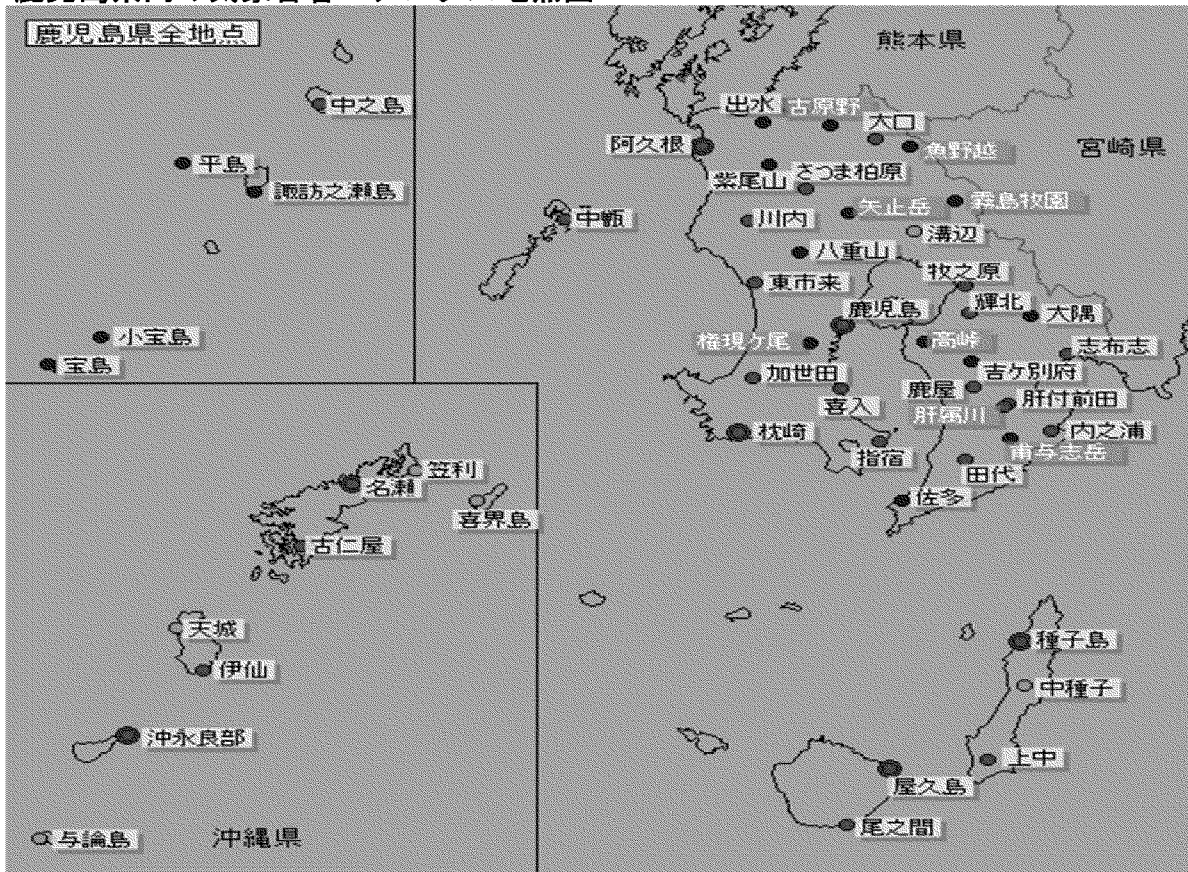 鹿児島県全地点
中之島
平島
諏訪之瀬島
小宝島
宝島
熊本県
宮崎県
出水
古原野
大口
阿久根
魚野越
紫尾山
さつま柏原
中甑
川内
矢止岳
霧島牧園
溝辺
八重山
東市来
牧之原
鹿児島
輝北
大隅
権現ケ尾
高峠
志布志
加世田
吉ケ別府
喜入
鹿屋
肝付前田
肝属川
枕崎
指宿
内之浦
甫与志岳
田代
佐多
笠利
名瀬
喜界島
古仁屋
天城
伊仙
沖永良部
与論島
沖縄県
種子島
中種子
上中
屋久島
尾之間